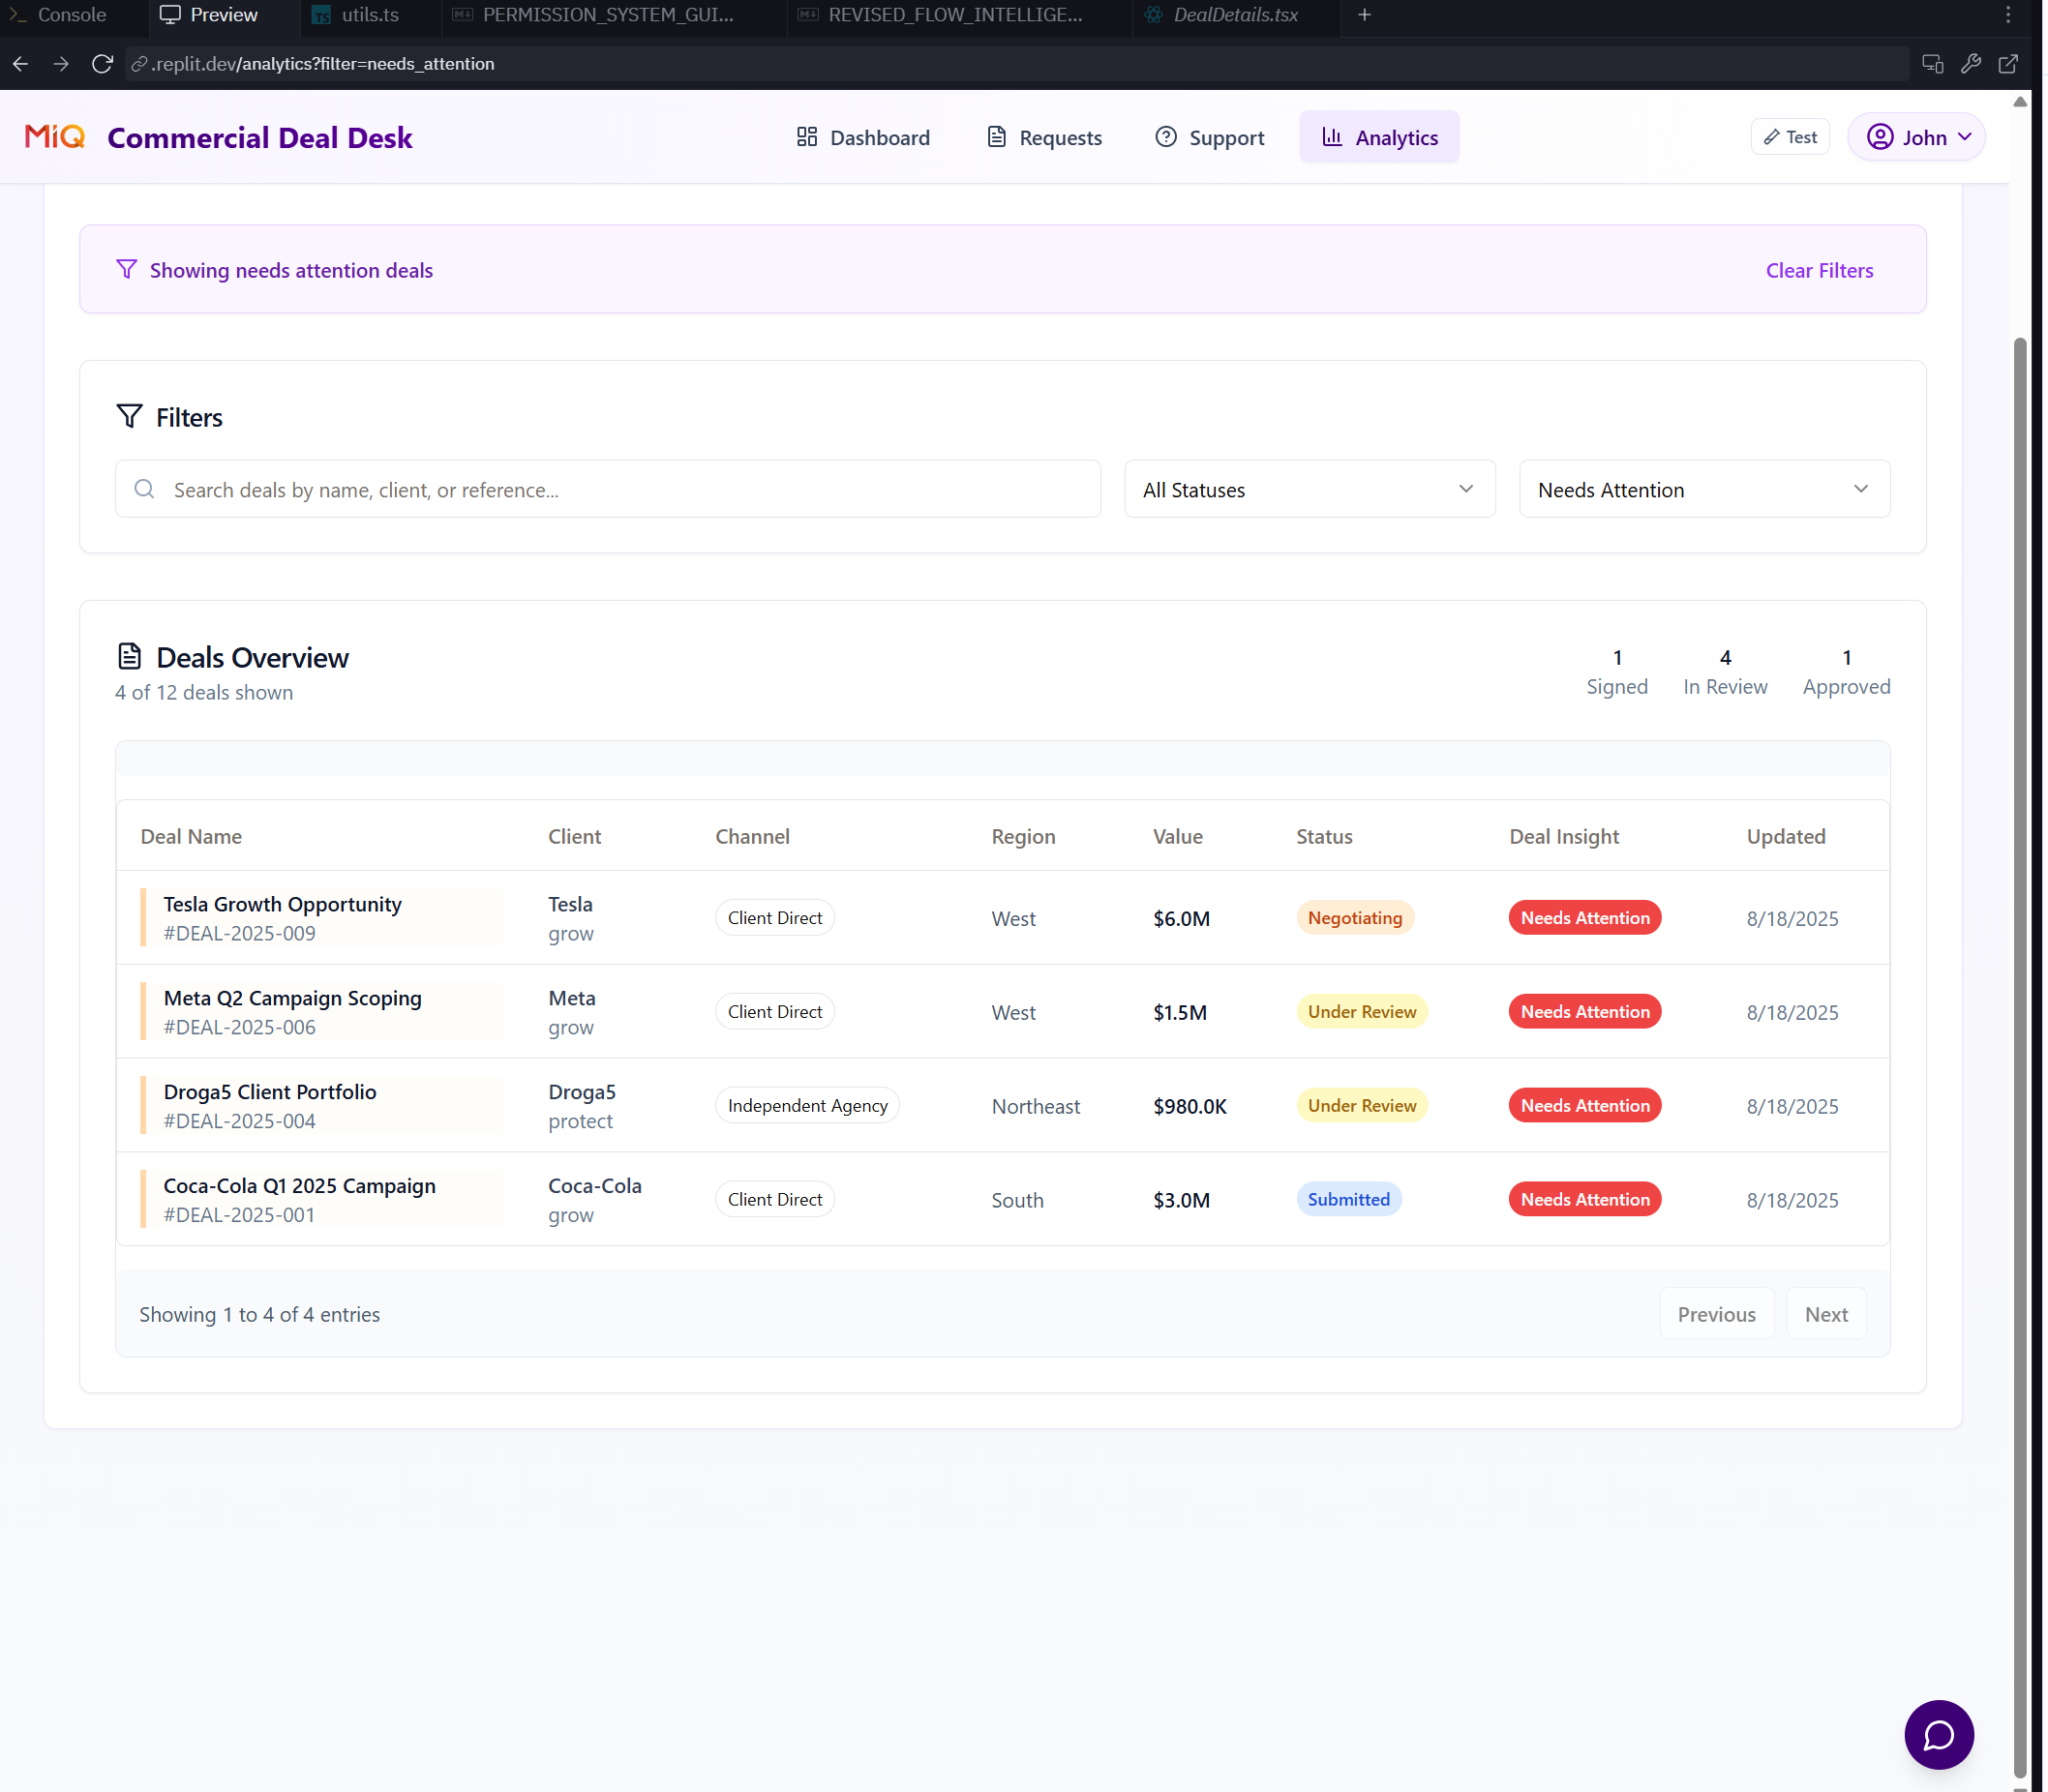 Console
Preview
TS utils.ts
PERMISSION_SYSTEM_GUI...
REVISED_FLOW_INTELLIGE...
DealDetails.tsx
.replit.dev/analytics?filter=needs_attention
MiQ Commercial Deal Desk
Dashboard
Requests
Support
Analytics
Test
John
Showing needs attention deals
Clear Filters
Filters
Search deals by name, client, or reference...
All Statuses
Needs Attention
Deals Overview
4 of 12 deals shown
1
Signed
4
In Review
1
Approved
Deal Name Client Channel Region Value Status Deal Insight Updated
Tesla Growth Opportunity
#DEAL-2025-009
Tesla
grow
Client Direct
West
$6.0M
Negotiating
Needs Attention
8/18/2025
Meta Q2 Campaign Scoping
#DEAL-2025-006
Meta
grow
Client Direct
West
$1.5M
Under Review
Needs Attention
8/18/2025
Droga5 Client Portfolio
#DEAL-2025-004
Droga5
protect
Independent Agency
Northeast
$980.0K
Under Review
Needs Attention
8/18/2025
Coca-Cola Q1 2025 Campaign
#DEAL-2025-001
Coca-Cola
grow
Client Direct
South
$3.0M
Submitted
Needs Attention
8/18/2025
Showing 1 to 4 of 4 entries
Previous
Next